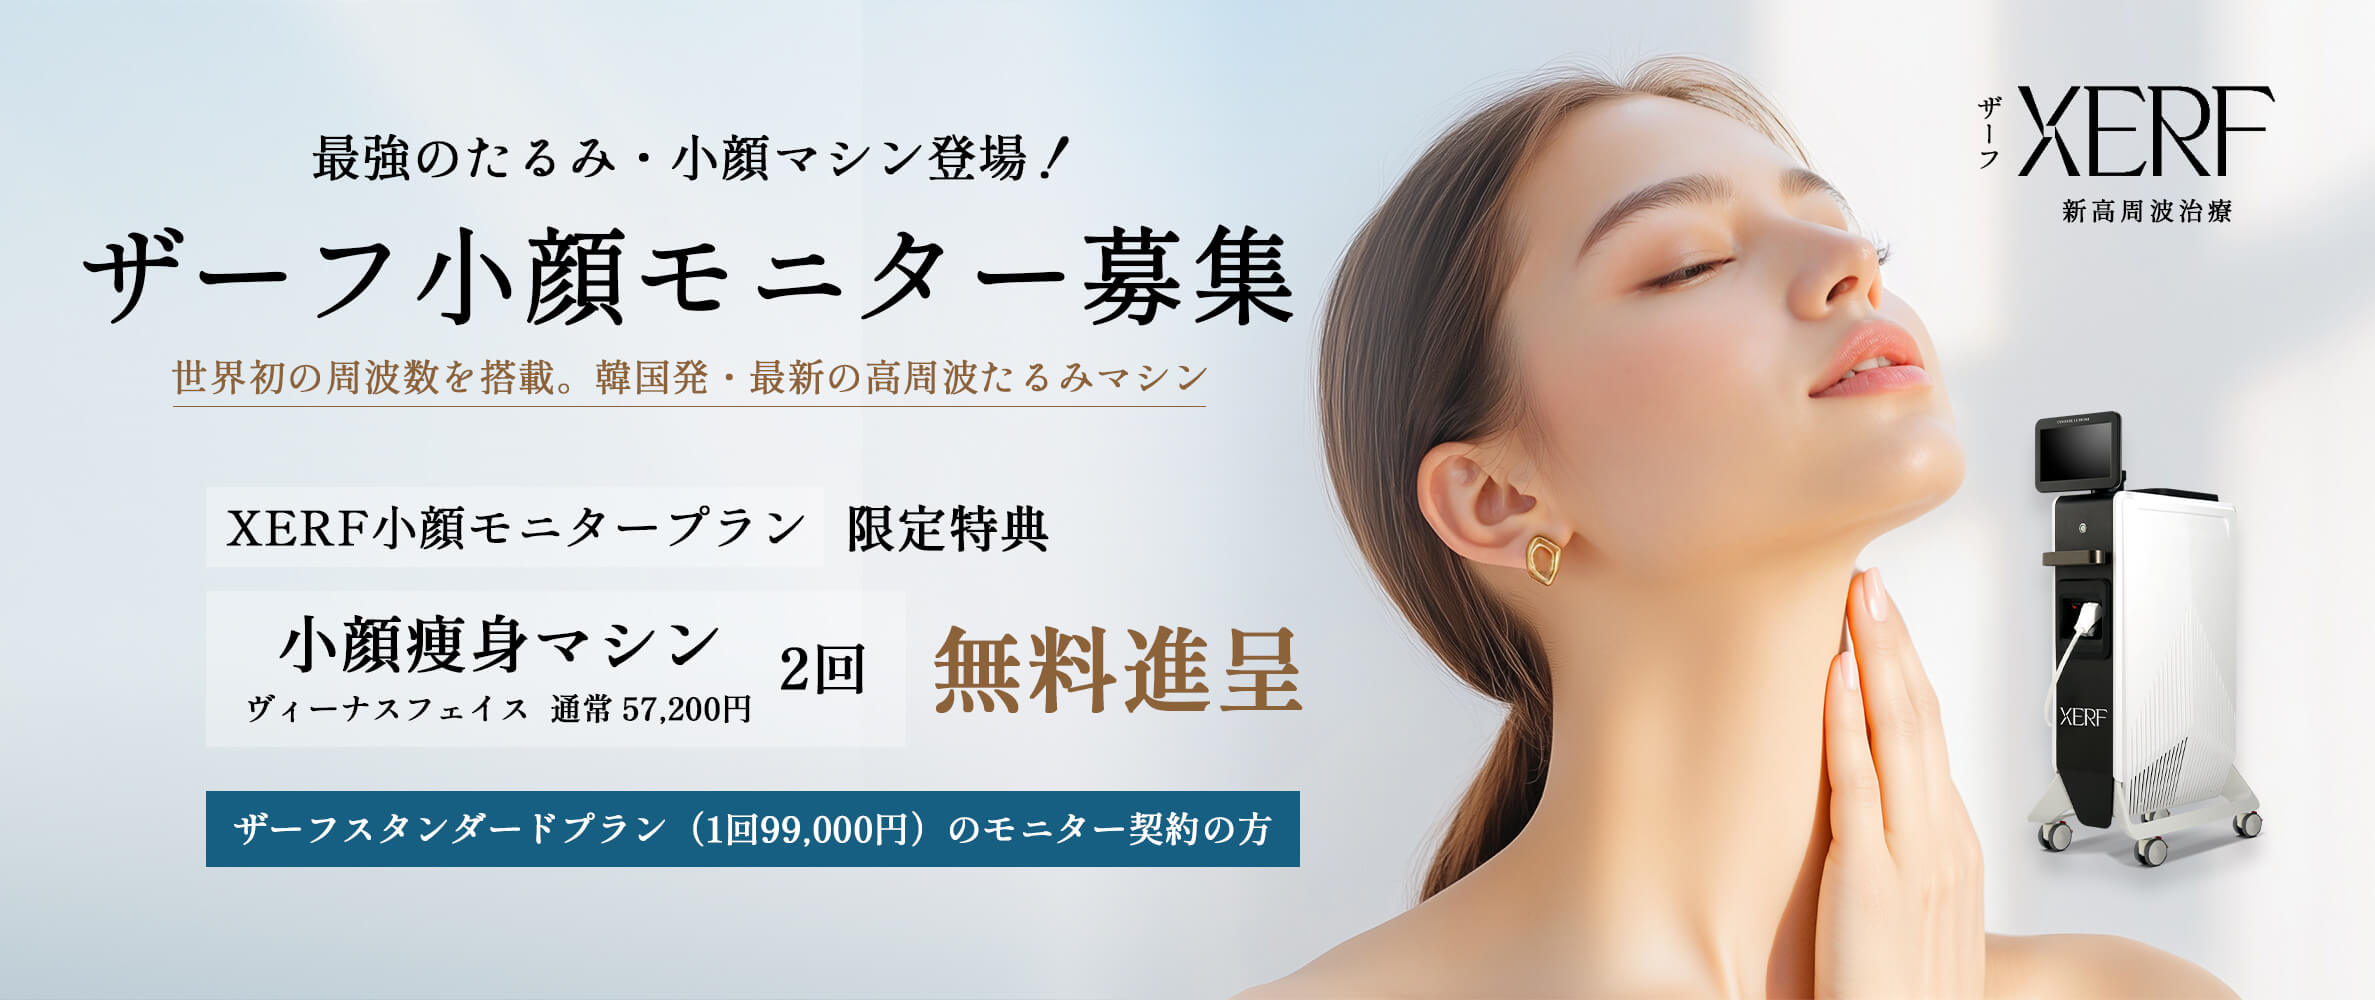 最強のたるみ・小顔マシン登場！
ザーフ小顔モニター募集
世界初の周波数を搭載。韓国発・最新の高周波たるみマシン
XERF小顔モニタープラン 限定特典
小顔痩身マシン 2回 無料進呈
ヴィーナスフェイス 通常 57,200円
ザーフスタンダードプラン（1回99,000円）のモニター契約の方
ザーフ XERF
新高周波治療
XERF